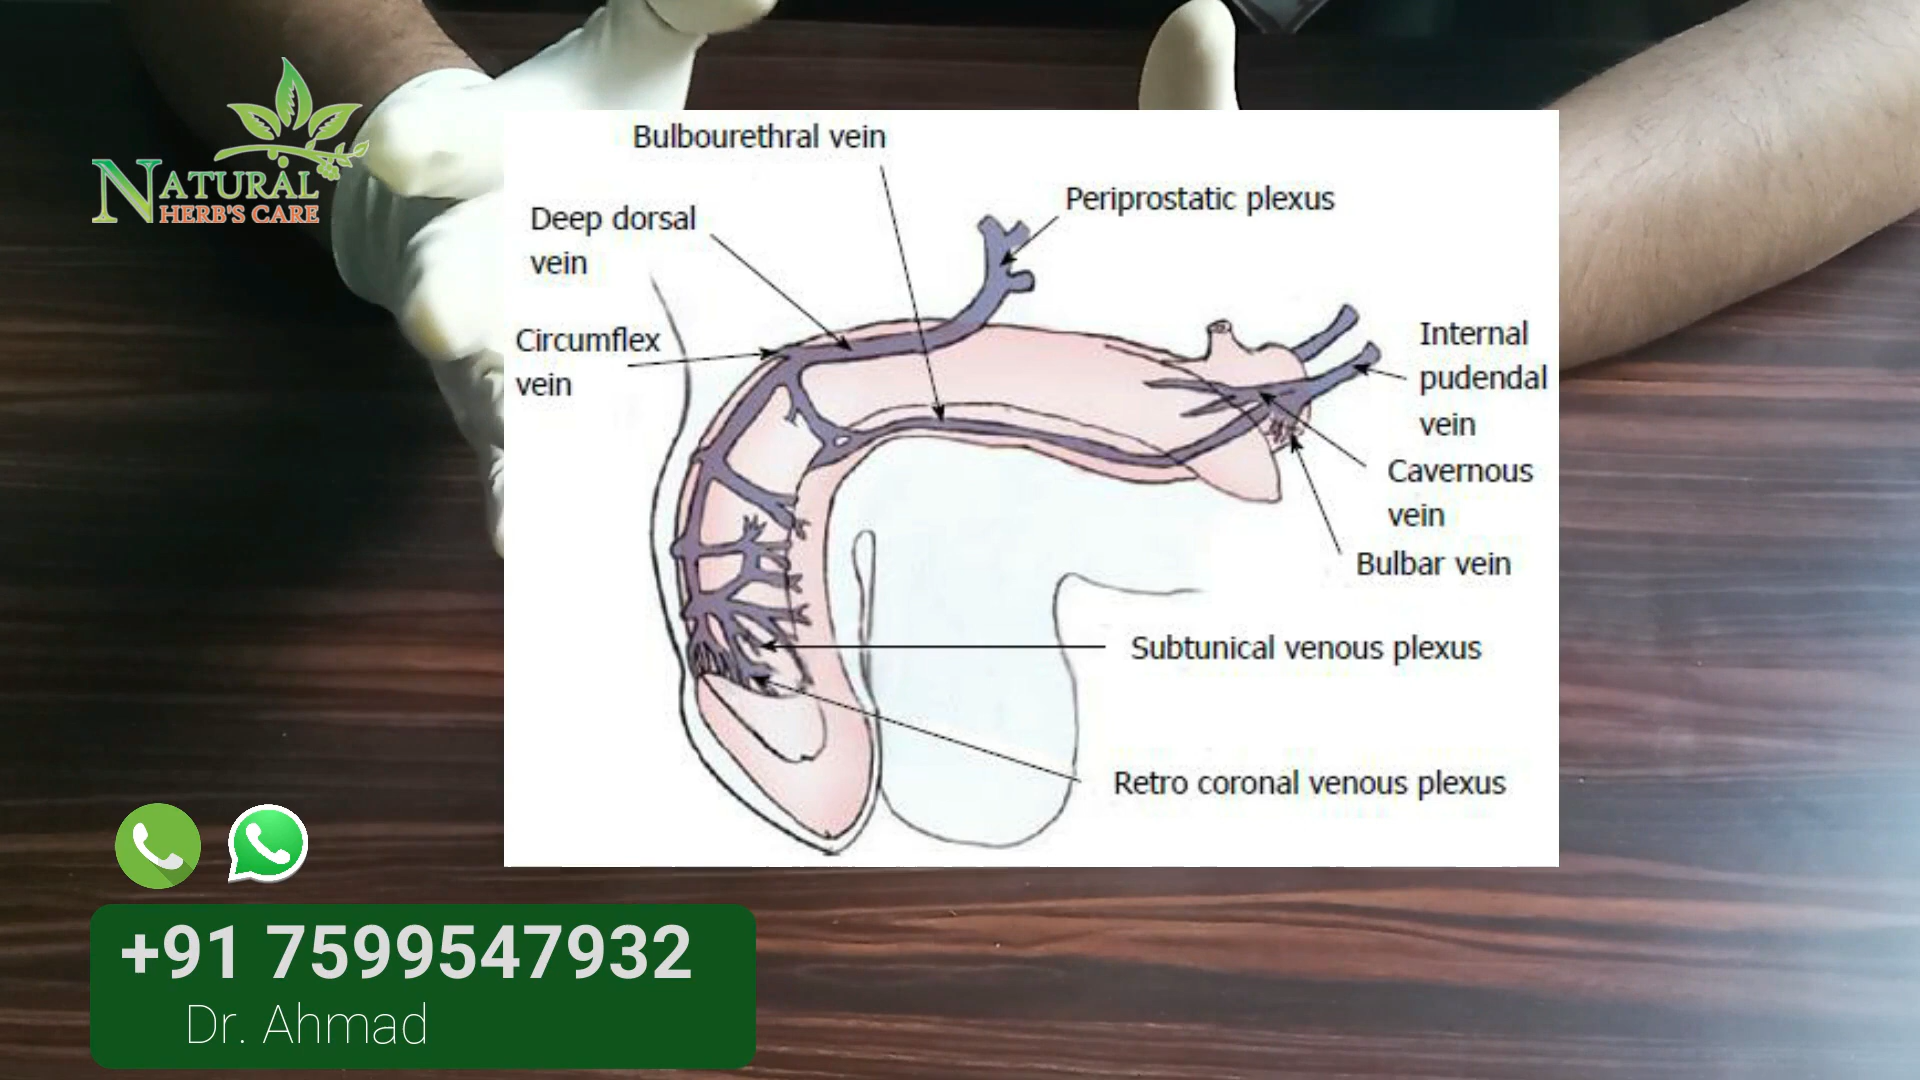 NATURAL
HERB'S CARE
Bulbourethral vein
Periprostatic plexus
Deep dorsal
vein
Circumflex
vein
Internal
pudendal
vein
Cavernous
vein
Bulbar vein
Subtunical venous plexus
Retro coronal venous plexus
+91 7599547932
Dr. Ahmad